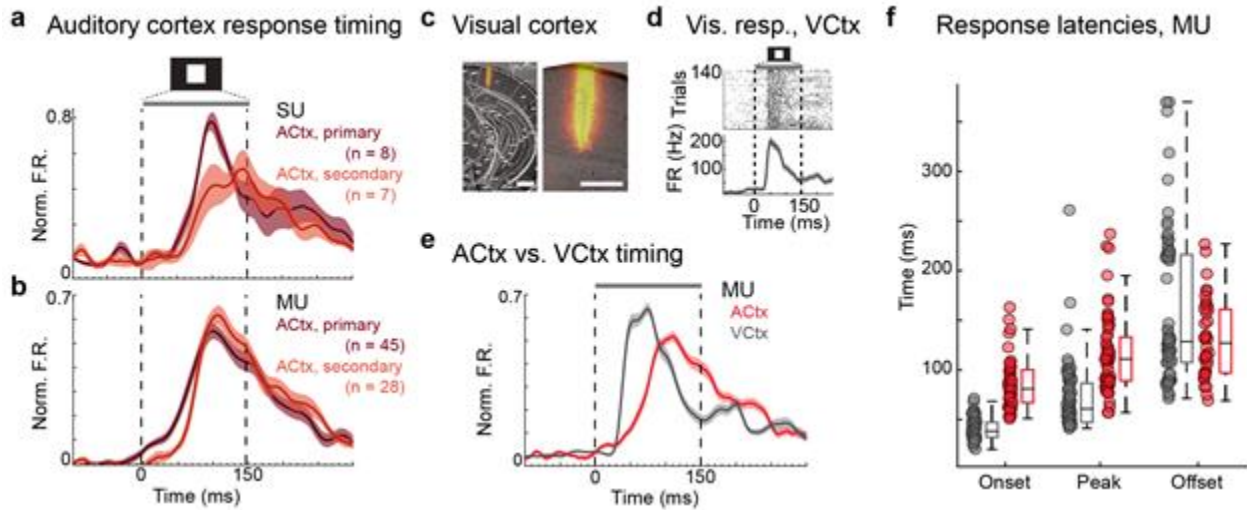 a Auditory cortex response timing
SU
ACtx, primary
(n = 8)
ACtx, secondary
(n = 7)
0.8
Norm. F.R.
0
b
MU
ACtx, primary
(n = 45)
ACtx, secondary
(n = 28)
0.7
Norm. F.R.
0
0 150
Time (ms)
c Visual cortex
d Vis. resp., VCtx
140
Trials
FR (Hz)
200
100
0 150
Time (ms)
e ACtx vs. VCtx timing
MU
ACtx
VCtx
0.7
Norm. F.R.
0
0 150
Time (ms)
f Response latencies, MU
Time (ms)
300
200
100
Onset Peak Offset